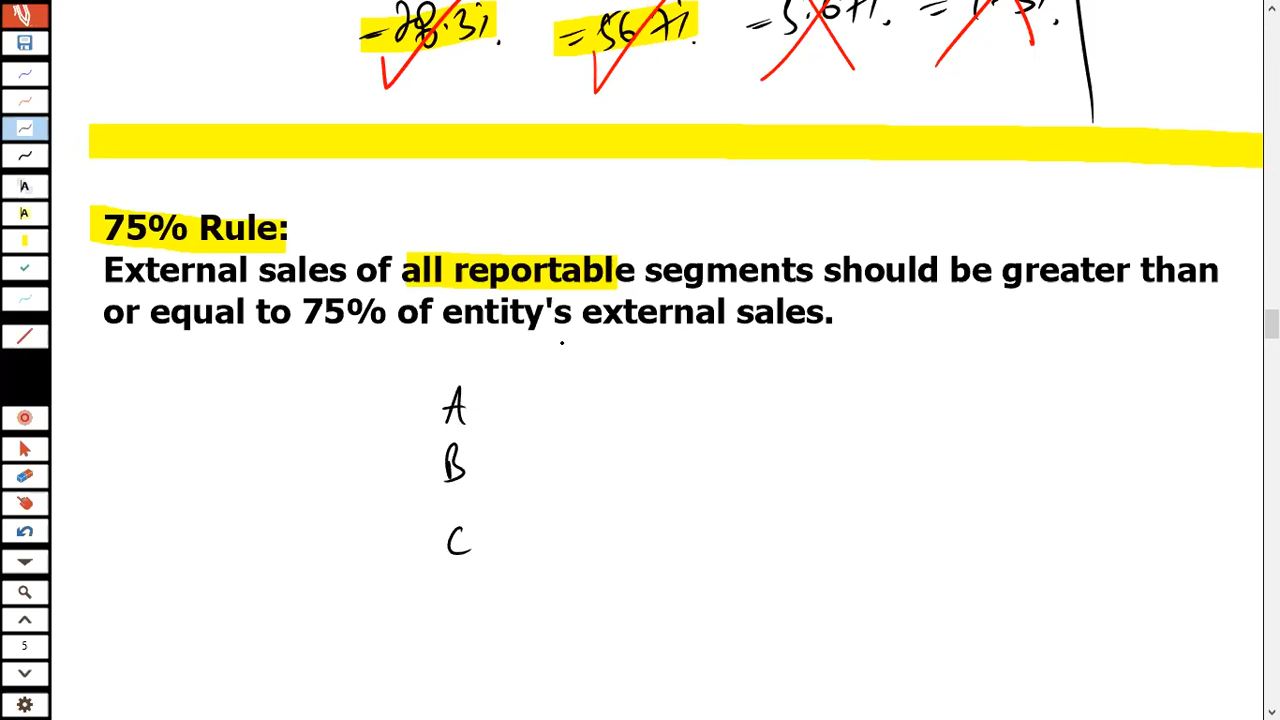 = 28.3%.
= 56.7%.
75% Rule:
External sales of all reportable segments should be greater than
or equal to 75% of entity's external sales.
A
B
C
A
A
5